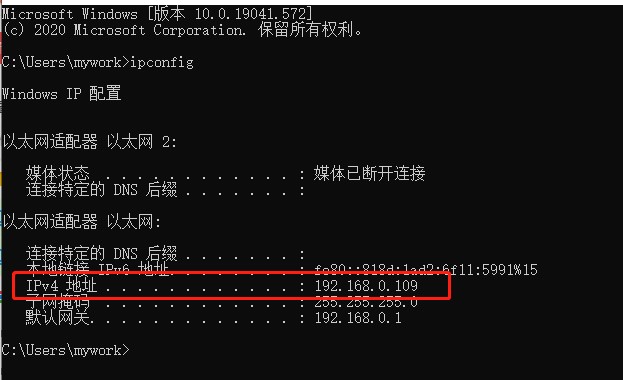 Microsoft Windows [版本 10.0.19041.572]
(c) 2020 Microsoft Corporation. 保留所有权利。
C:\Users\mywork>ipconfig
Windows IP 配置
以太网适配器 以太网 2:
媒体状态 . . . . . . . . . . . . : 媒体已断开连接
连接特定的 DNS 后缀 . . . . . . . :
以太网适配器 以太网:
连接特定的 DNS 后缀 . . . . . . . :
本地链接 IPv6 地址. . . . . . . . : fe80::818d:1ad2:6f11:5991%15
IPv4 地址 . . . . . . . . . . . . : 192.168.0.109
子网掩码 . . . . . . . . . . . . : 255.255.255.0
默认网关. . . . . . . . . . . . . : 192.168.0.1
C:\Users\mywork>